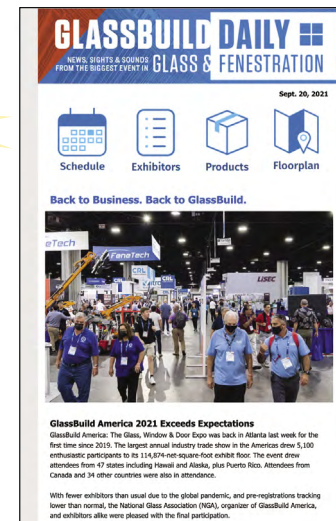 GLASSBUILD DAILY
NEWS, SIGHTS & SOUNDS
FROM THE BIGGEST EVENT IN GLASS & FENESTRATION
Sept. 20, 2021
Schedule Exhibitors Products Floorplan
Back to Business. Back to GlassBuild.
eTech
FeneTech
CRL
CRL
LiSEC
GlassBuild America 2021 Exceeds Expectations
GlassBuild America: The Glass, Window & Door Expo was back in Atlanta last week for the
first time since 2019. The largest annual industry trade show in the Americas drew 5,100
enthusiastic participants to its 114,874-net-square-foot exhibit floor. The event drew
attendees from 47 states including Hawaii and Alaska, plus Puerto Rico. Attendees from
Canada and 34 other countries were also in attendance.
With fewer exhibitors than usual due to the global pandemic, and pre-registrations tracking
lower than normal, the National Glass Association (NGA), organizer of GlassBuild America,
and exhibitors alike were pleased with the final participation.